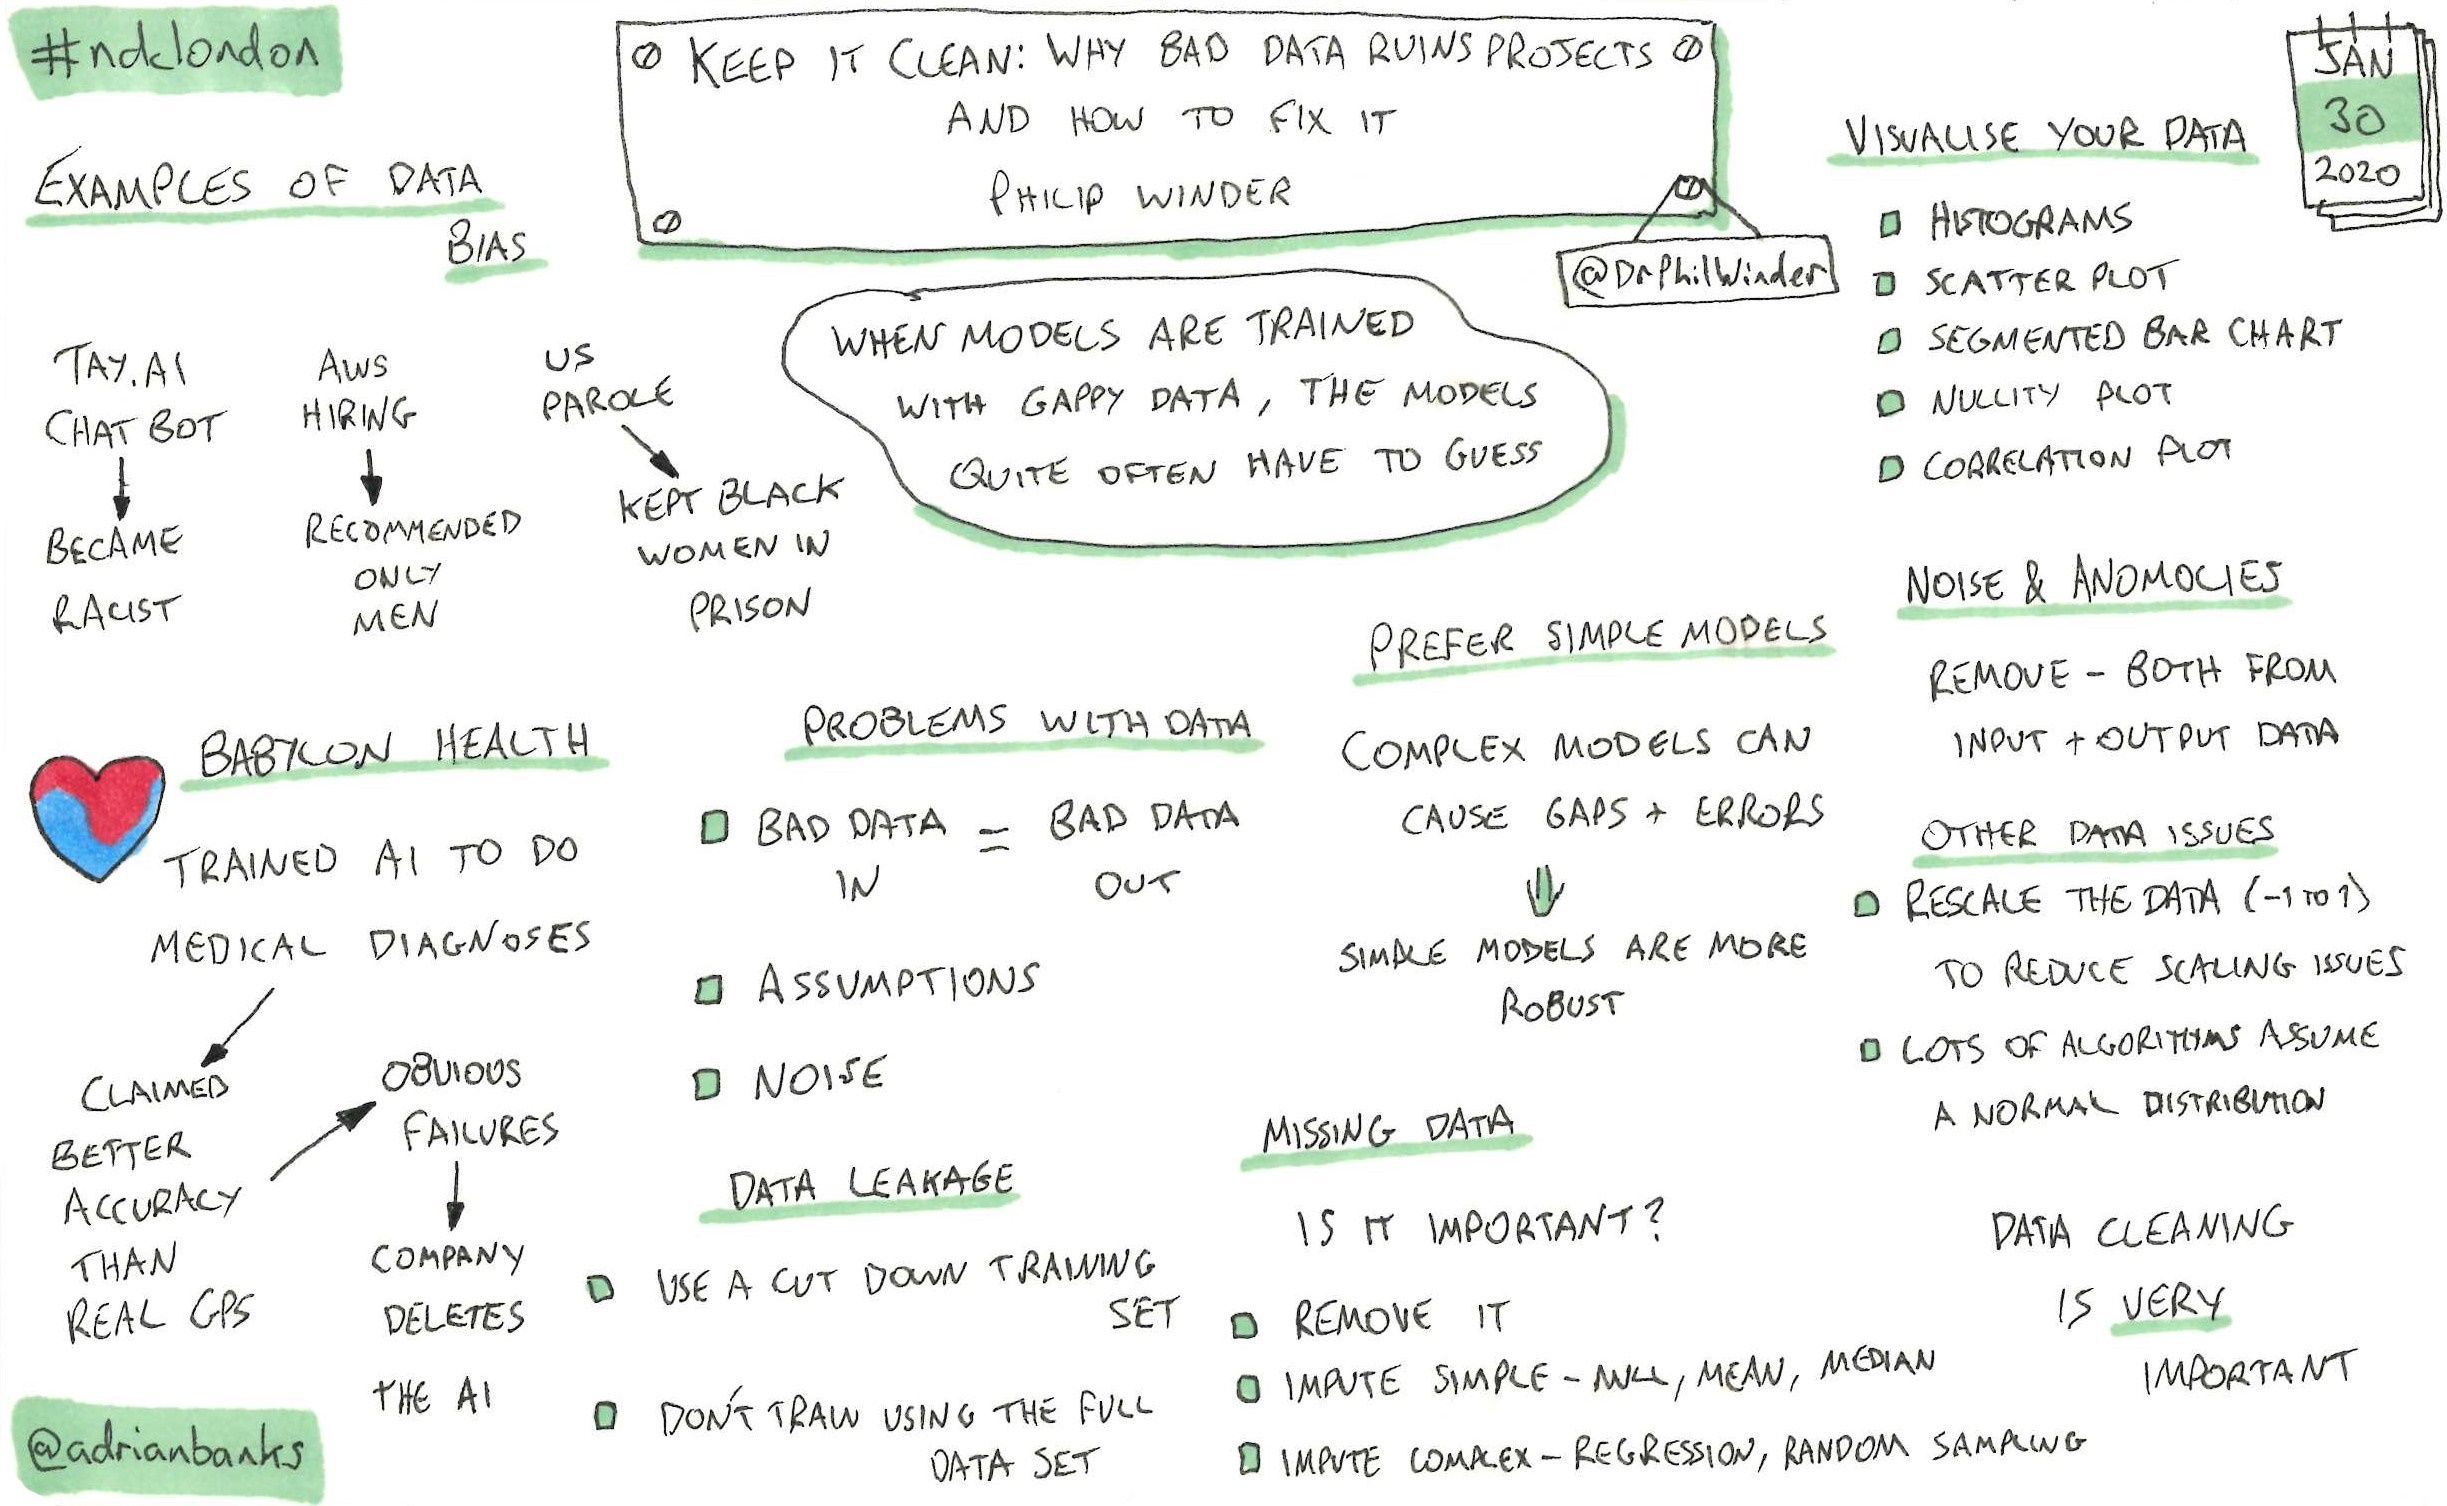 #ndclondon
KEEP IT CLEAN: WHY BAD DATA RUINS PROJECTS
AND HOW TO FIX IT
PHILIP WINDER
@DrPhilWinder
JAN
30
2020
EXAMPLES OF DATA
BIAS
TAY.AI
CHAT BOT
BECAME
RACIST
AWS
HIRING
RECOMMENDED
ONLY
MEN
US
PAROLE
KEPT BLACK
WOMEN IN
PRISON
WHEN MODELS ARE TRAINED
WITH GAPPY DATA, THE MODELS
QUITE OFTEN HAVE TO GUESS
VISUALISE YOUR DATA
HISTOGRAMS
SCATTER PLOT
SEGMENTED BAR CHART
NULLITY PLOT
CORRELATION PLOT
BABYLON HEALTH
TRAINED AI TO DO
MEDICAL DIAGNOSES
CLAIMED
BETTER
ACCURACY
THAN
REAL GPS
OBVIOUS
FAILURES
COMPANY
DELETES
THE AI
PROBLEMS WITH DATA
BAD DATA = BAD DATA
IN OUT
ASSUMPTIONS
NOISE
DATA LEAKAGE
USE A CUT DOWN TRAINING
SET
DON'T TRAIN USING THE FULL
DATA SET
PREFER SIMPLE MODELS
COMPLEX MODELS CAN
CAUSE GAPS + ERRORS
SIMPLE MODELS ARE MORE
ROBUST
MISSING DATA
IS IT IMPORTANT?
REMOVE IT
IMPUTE SIMPLE - NULL, MEAN, MEDIAN
IMPUTE COMPLEX - REGRESSION, RANDOM SAMPLING
NOISE & ANOMOLIES
REMOVE - BOTH FROM
INPUT + OUTPUT DATA
OTHER DATA ISSUES
RESCALE THE DATA (-1 TO 1)
TO REDUCE SCALING ISSUES
LOTS OF ALGORITHMS ASSUME
A NORMAL DISTRIBUTION
DATA CLEANING
IS VERY
IMPORTANT
@adrianbanks